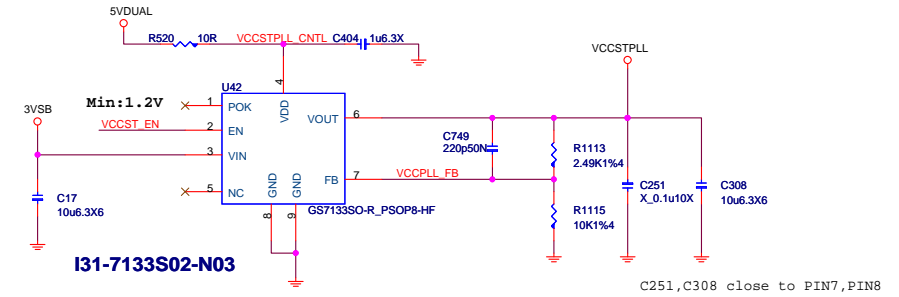 5VDUAL
R520 10R VCCSTPLL_CNTL C404 1u6.3X
VCCSTPLL
U42
3VSB
Min:1.2V
4
1 POK VDD
VOUT 6
VCCST_EN 2 EN
C749
220p50N
R1113
2.49K1%4
3 VIN
FB 7 VCCPLL_FB
5 NC
GND GND
C17
10u6.3X6
C251
X_0.1u10X
C308
10u6.3X6
8 9
GS7133SO-R_PSOP8-HF
R1115
10K1%4
I31-7133S02-N03
C251,C308 close to PIN7,PIN8